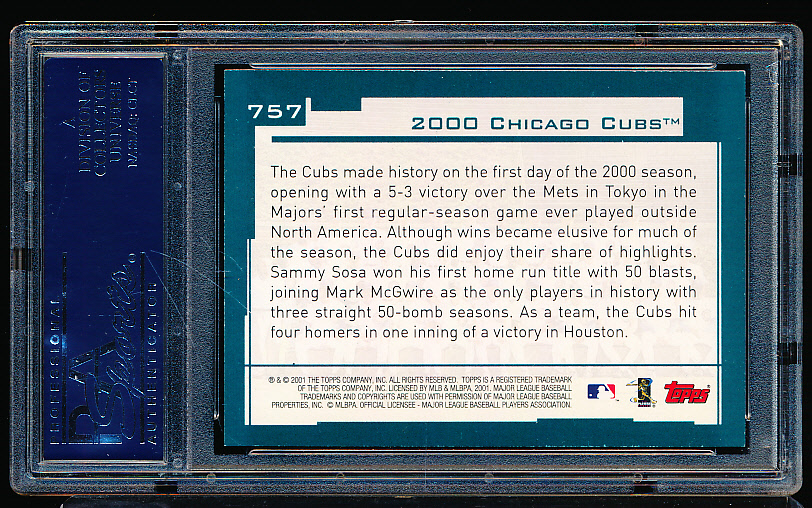 A
DIVISION OF
COLLECTORS
UNIVERSE
NASDAQ: CLCT
PROFESSIONAL
PSA
Sports
AUTHENTICATOR
757
2000 CHICAGO CUBS™
The Cubs made history on the first day of the 2000 season,
opening with a 5-3 victory over the Mets in Tokyo in the
Majors' first regular-season game ever played outside
North America. Although wins became elusive for much of
the season, the Cubs did enjoy their share of highlights.
Sammy Sosa won his first home run title with 50 blasts,
joining Mark McGwire as the only players in history with
three straight 50-bomb seasons. As a team, the Cubs hit
four homers in one inning of a victory in Houston.
® & © 2001 THE TOPPS COMPANY, INC. ALL RIGHTS RESERVED. TOPPS IS A REGISTERED TRADEMARK
OF THE TOPPS COMPANY, INC. LICENSED BY MLB & MLBPA, 2001. MAJOR LEAGUE BASEBALL
TRADEMARKS AND COPYRIGHTS ARE USED WITH PERMISSION OF MAJOR LEAGUE BASEBALL
PROPERTIES, INC. © MLBPA. OFFICIAL LICENSEE - MAJOR LEAGUE BASEBALL PLAYERS ASSOCIATION.
Topps®